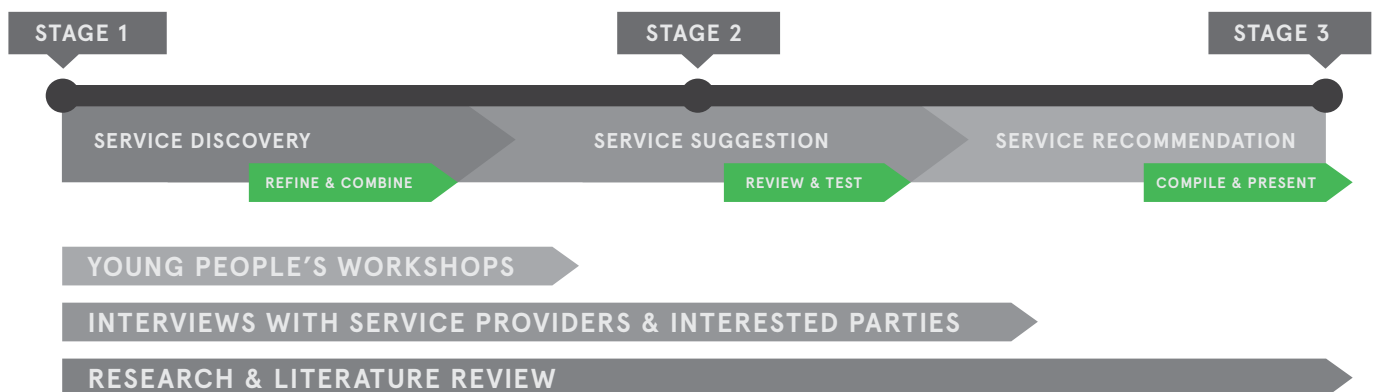 STAGE 1
STAGE 2
STAGE 3
SERVICE DISCOVERY
SERVICE SUGGESTION
SERVICE RECOMMENDATION
REFINE & COMBINE
REVIEW & TEST
COMPILE & PRESENT
YOUNG PEOPLE’S WORKSHOPS
INTERVIEWS WITH SERVICE PROVIDERS & INTERESTED PARTIES
RESEARCH & LITERATURE REVIEW